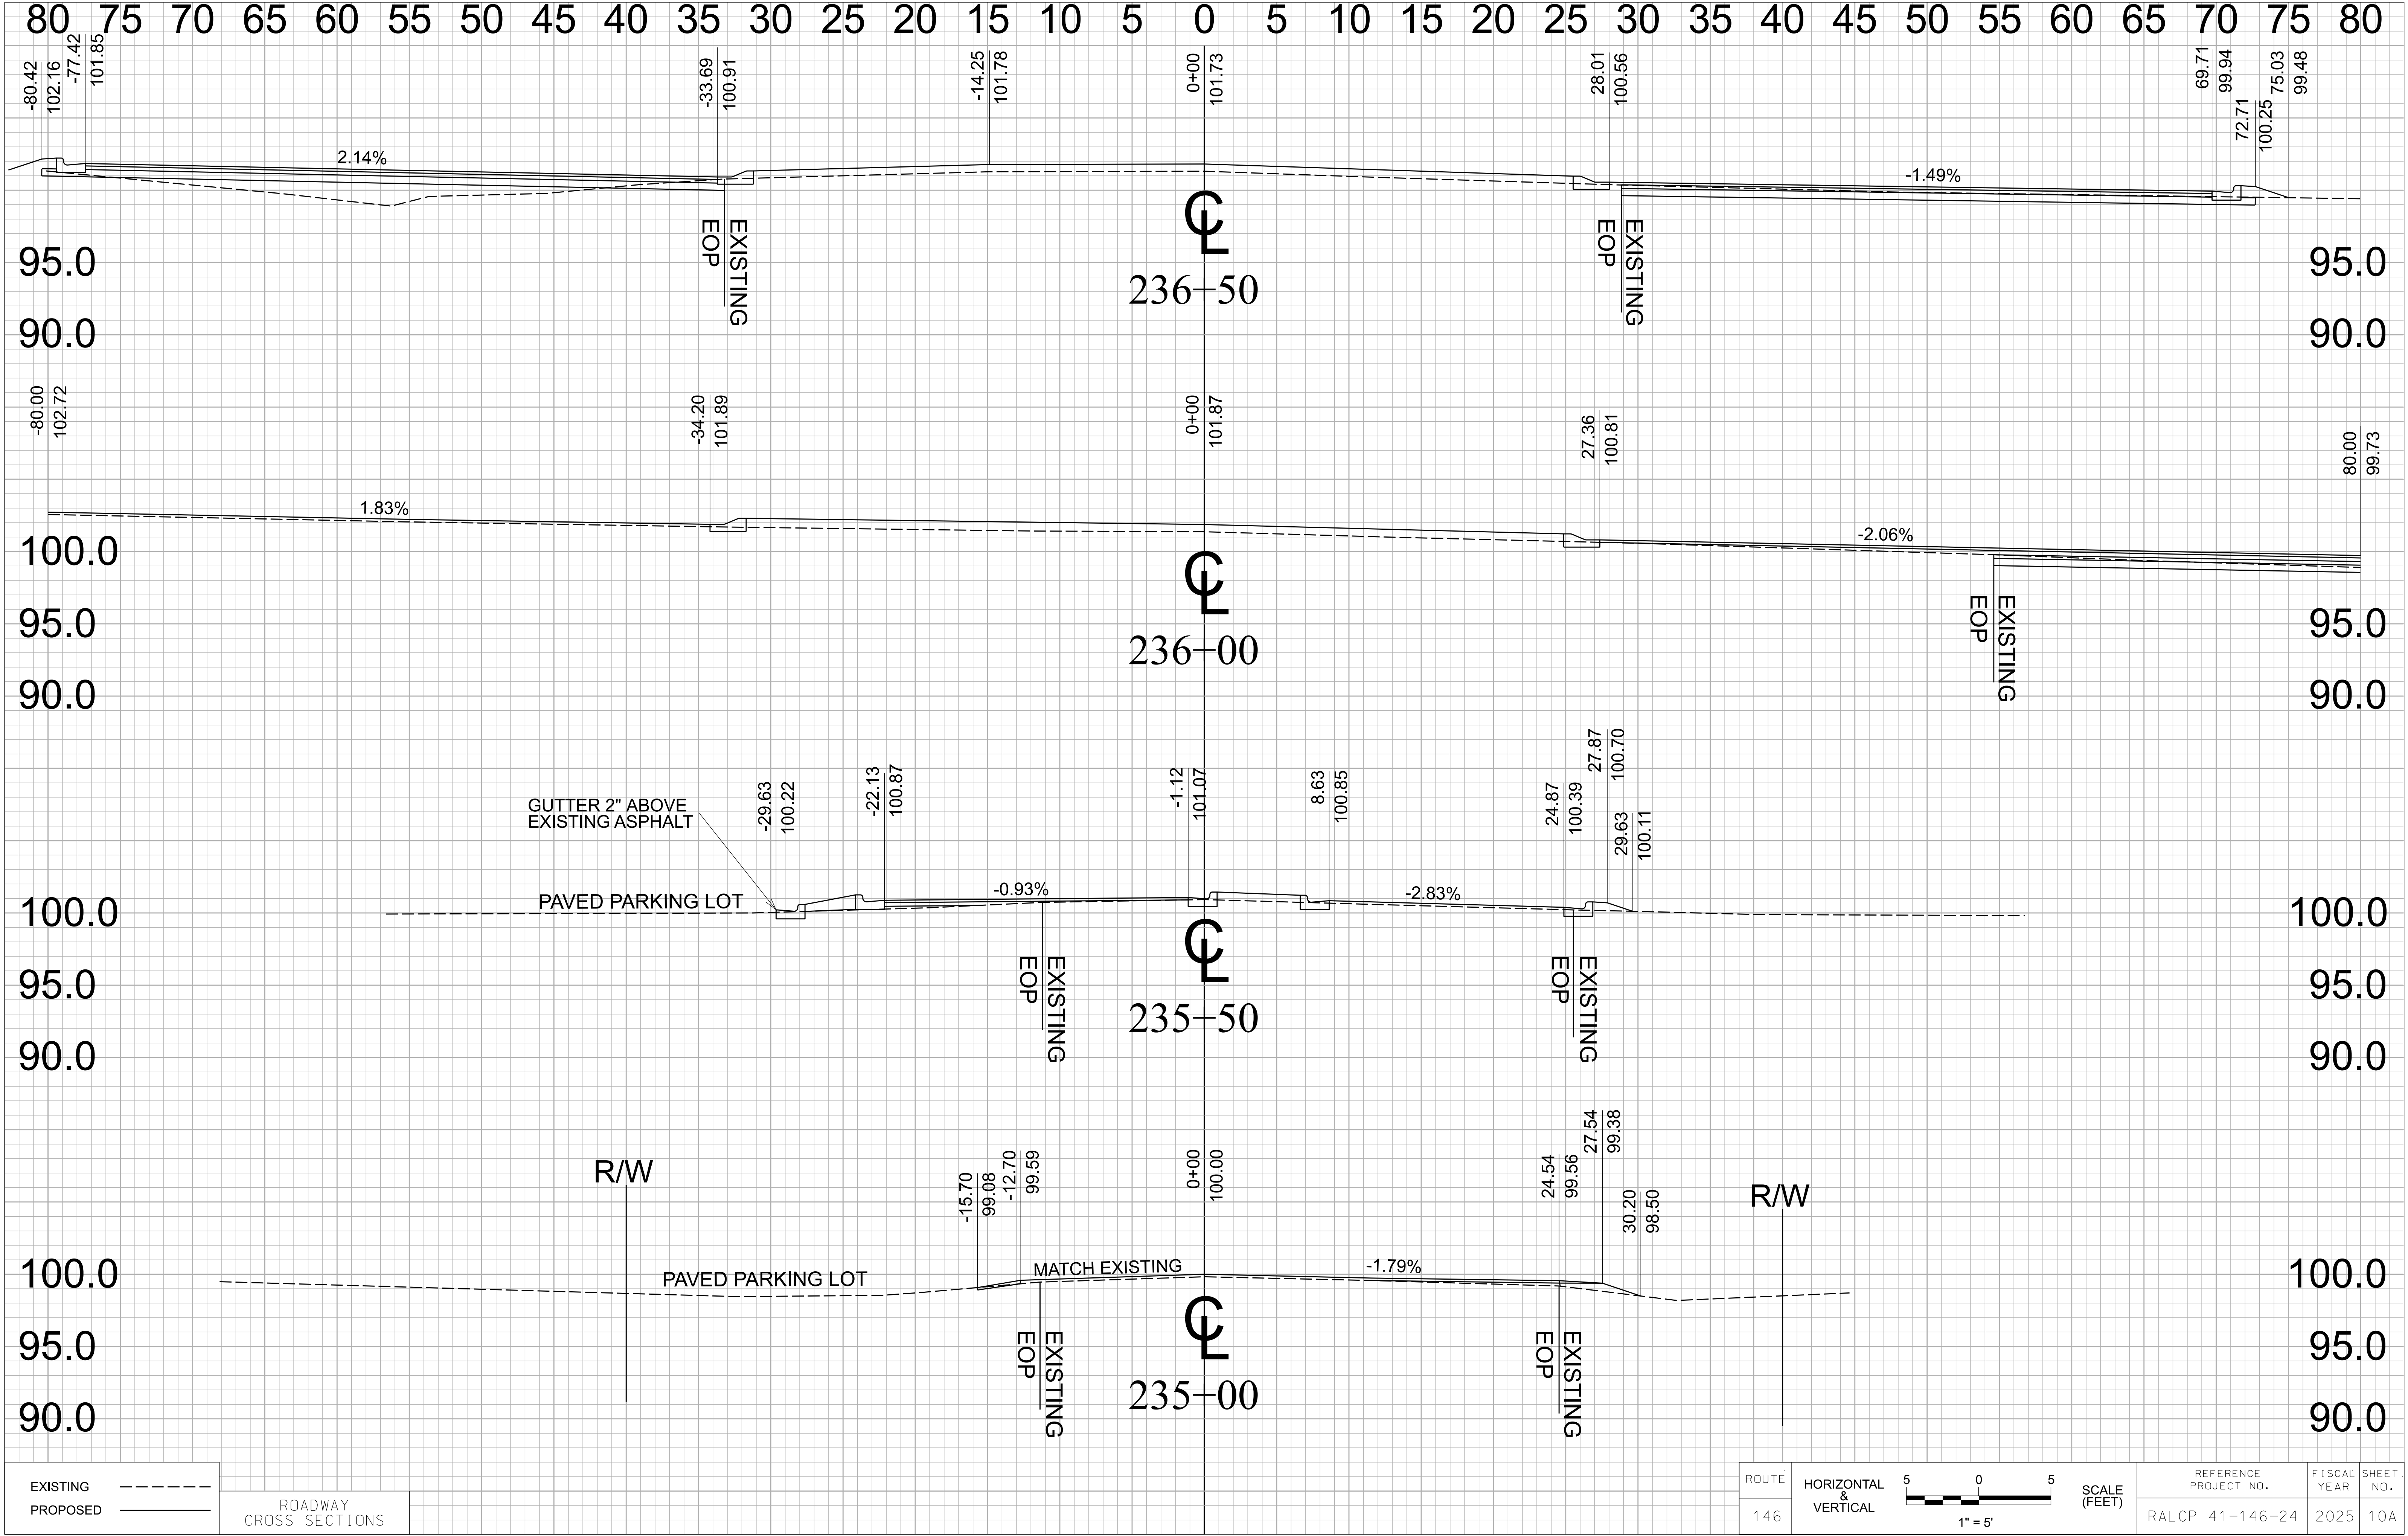 80 75 70 65 60 55 50 45 40 35 30 25 20 15 10 5 0 5 10 15 20 25 30 35 40 45 50 55 60 65 70 75 80
-80.42
102.16
-77.42
101.85
-33.69
100.91
-14.25
101.78
0+00
101.73
28.01
100.56
69.71
99.94
72.71
100.25
75.03
99.48
2.14%
-1.49%
EXISTING
EOP
EXISTING
EOP
CL
236+50
95.0
95.0
90.0
90.0
-80.00
102.72
-34.20
101.89
0+00
101.87
27.36
100.81
80.00
99.73
1.83%
-2.06%
100.0
CL
236+00
EXISTING
EOP
95.0
95.0
90.0
90.0
-29.63
100.22
-22.13
100.87
-1.12
101.07
8.63
100.85
24.87
100.39
27.87
100.70
29.63
100.11
GUTTER 2" ABOVE
EXISTING ASPHALT
PAVED PARKING LOT
-0.93%
-2.83%
100.0
100.0
EXISTING
EOP
CL
235+50
EXISTING
EOP
95.0
95.0
90.0
90.0
R/W
-15.70
99.08
-12.70
99.59
0+00
100.00
24.54
99.56
27.54
99.38
30.20
98.50
R/W
100.0
PAVED PARKING LOT
MATCH EXISTING
-1.79%
100.0
EXISTING
EOP
CL
235+00
EXISTING
EOP
95.0
95.0
90.0
90.0
EXISTING
PROPOSED
ROADWAY
CROSS SECTIONS
ROUTE
146
HORIZONTAL
&
VERTICAL
5 0 5
1" = 5'
SCALE
(FEET)
REFERENCE
PROJECT NO.
RALCP 41-146-24
FISCAL
YEAR
2025
SHEET
NO.
10A